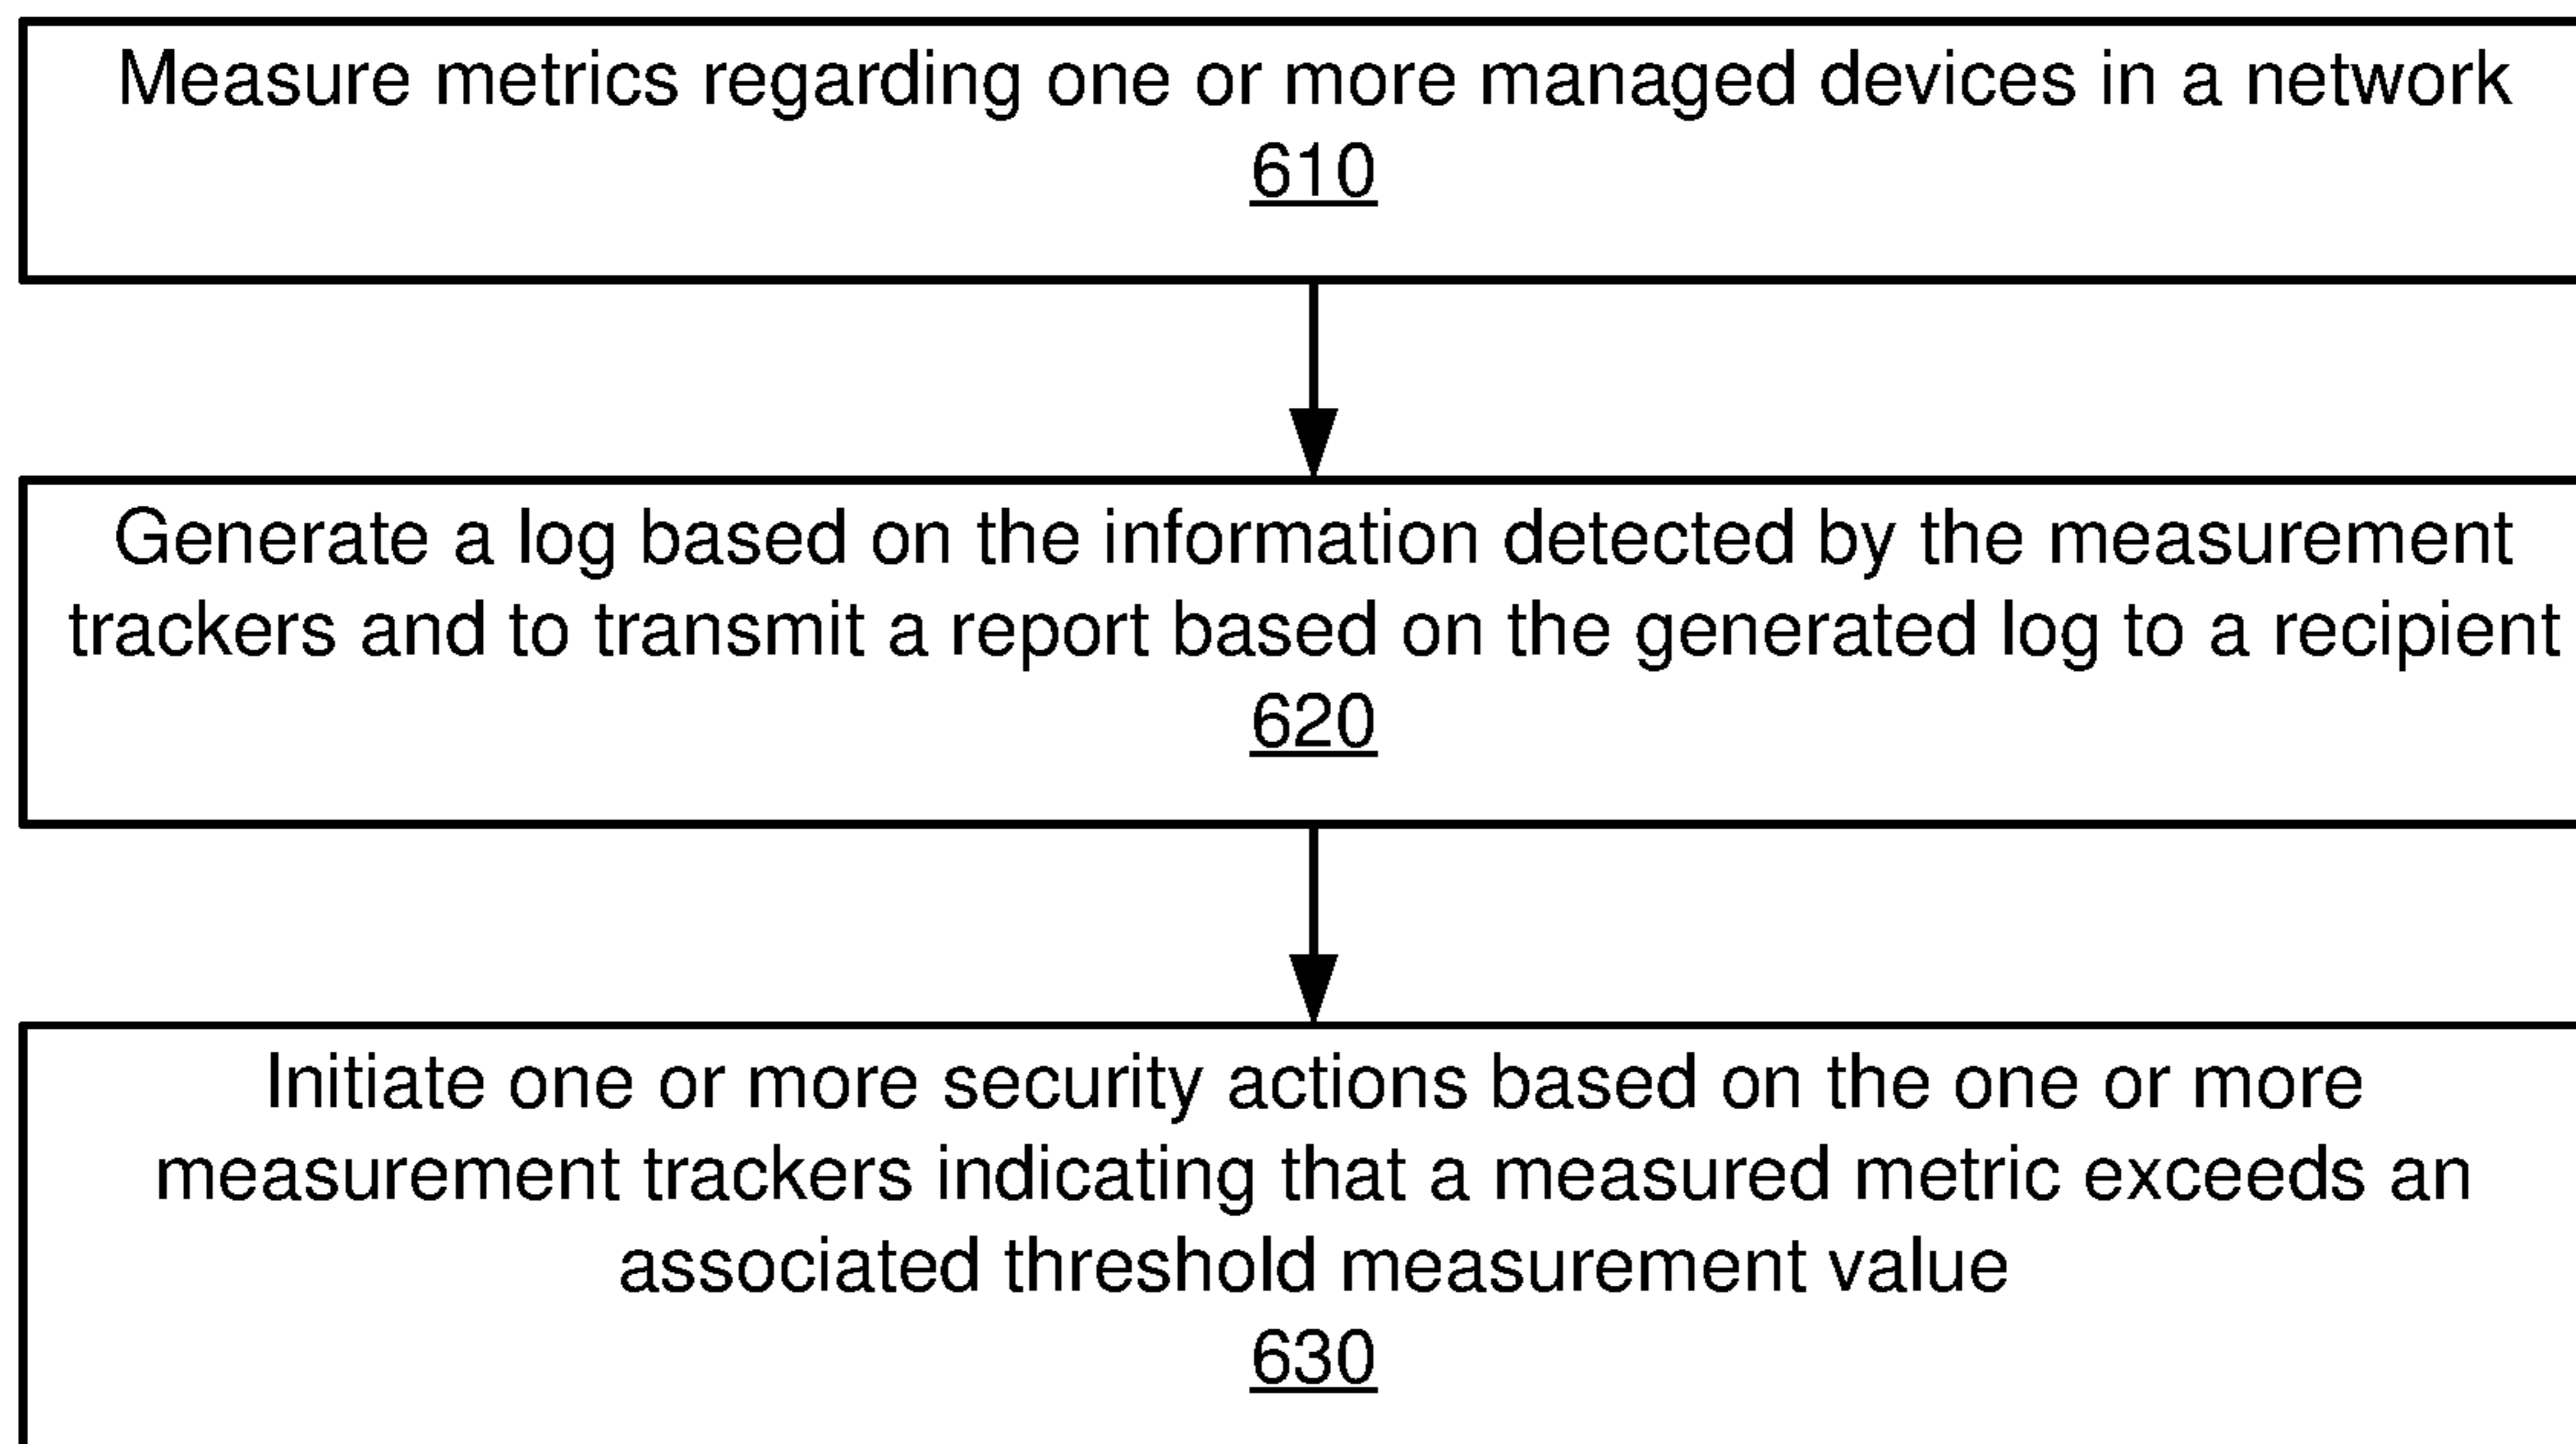 Measure metrics regarding one or more managed devices in a network
610
Generate a log based on the information detected by the measurement
trackers and to transmit a report based on the generated log to a recipient
620
Initiate one or more security actions based on the one or more
measurement trackers indicating that a measured metric exceeds an
associated threshold measurement value
630